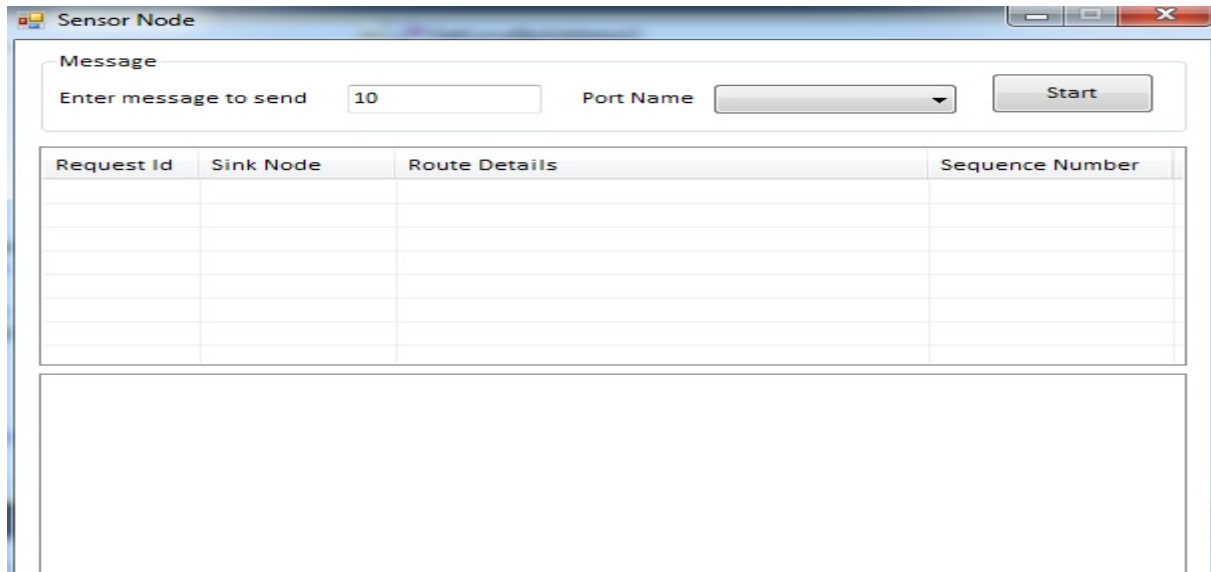 Sensor Node
Message
Enter message to send 10 Port Name Start
Request Id Sink Node Route Details Sequence Number